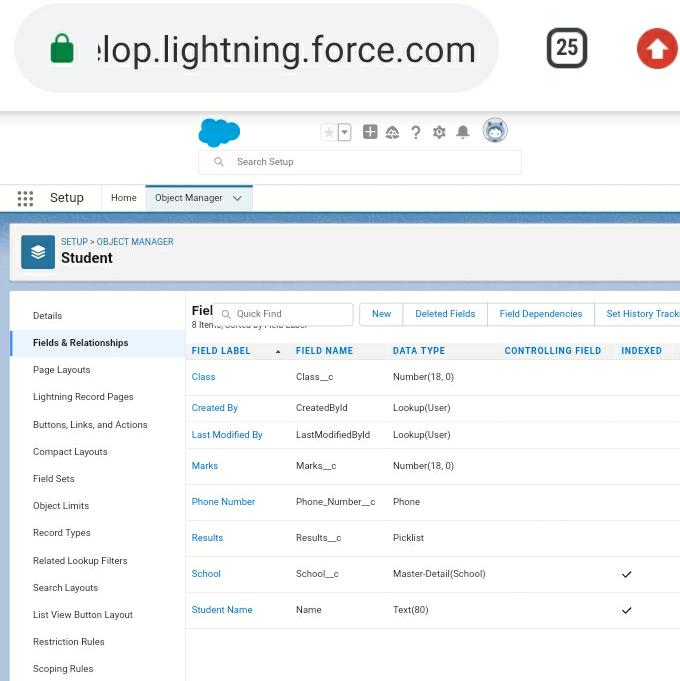 elop.lightning.force.com
25
Search Setup
Setup
Home
Object Manager
SETUP > OBJECT MANAGER
Student
Details
Fields & Relationships
Page Layouts
Lightning Record Pages
Buttons, Links, and Actions
Compact Layouts
Field Sets
Object Limits
Record Types
Related Lookup Filters
Search Layouts
List View Button Layout
Restriction Rules
Scoping Rules
Fiel
Quick Find
New
Deleted Fields
Field Dependencies
Set History Tracki
8 Items, Sorted by Field Label
FIELD LABEL FIELD NAME DATA TYPE CONTROLLING FIELD INDEXED
Class Class__c Number(18, 0)
Created By CreatedById Lookup(User)
Last Modified By LastModifiedById Lookup(User)
Marks Marks__c Number(18, 0)
Phone Number Phone_Number__c Phone
Results Results__c Picklist
School School__c Master-Detail(School)
Student Name Name Text(80)